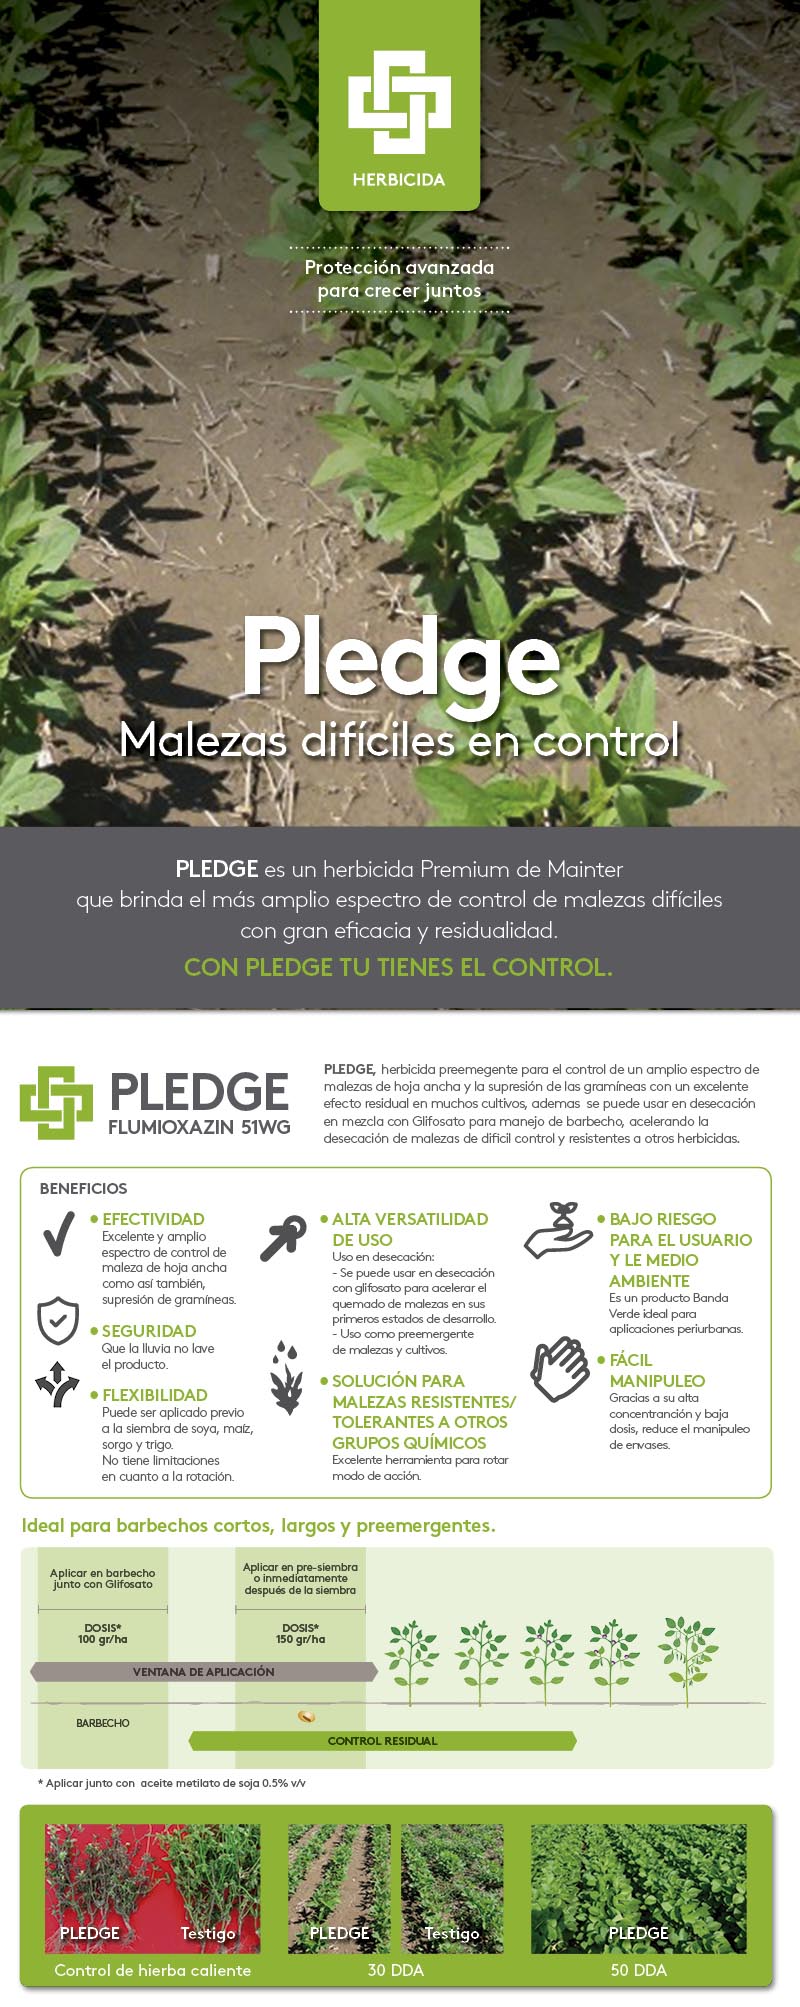 HERBICIDA
Protección avanzada
para crecer juntos
Pledge
Malezas difíciles en control
PLEDGE es un herbicida Premium de Mainter
que brinda el más amplio espectro de control de malezas difíciles
con gran eficacia y residualidad.
CON PLEDGE TU TIENES EL CONTROL.
PLEDGE
FLUMIOXAZIN 51WG
PLEDGE, herbicida preemegente para el control de un amplio espectro de
malezas de hoja ancha y la supresión de las gramíneas con un excelente
efecto residual en muchos cultivos, ademas se puede usar en desecación
en mezcla con Glifosato para manejo de barbecho, acelerando la
desecación de malezas de dificil control y resistentes a otros herbicidas.
BENEFICIOS
• EFECTIVIDAD
Excelente y amplio
espectro de control de
maleza de hoja ancha
como así también,
supresión de gramíneas.
• SEGURIDAD
Que la lluvia no lave
el producto.
• FLEXIBILIDAD
Puede ser aplicado previo
a la siembra de soya, maíz,
sorgo y trigo.
No tiene limitaciones
en cuanto a la rotación.
• ALTA VERSATILIDAD
DE USO
Uso en desecación:
- Se puede usar en desecación
con glifosato para acelerar el
quemado de malezas en sus
primeros estados de desarrollo.
- Uso como preemergente
de malezas y cultivos.
• SOLUCIÓN PARA
MALEZAS RESISTENTES/
TOLERANTES A OTROS
GRUPOS QUÍMICOS
Excelente herramienta para rotar
modo de acción.
• BAJO RIESGO
PARA EL USUARIO
Y LE MEDIO
AMBIENTE
Es un producto Banda
Verde ideal para
aplicaciones periurbanas.
• FÁCIL
MANIPULEO
Gracias a su alta
concentranción y baja
dosis, reduce el manipuleo
de envases.
Ideal para barbechos cortos, largos y preemergentes.
Aplicar en barbecho
junto con Glifosato
DOSIS*
100 gr/ha
Aplicar en pre-siembra
o inmediatamente
después de la siembra
DOSIS*
150 gr/ha
VENTANA DE APLICACIÓN
BARBECHO
CONTROL RESIDUAL
* Aplicar junto con aceite metilato de soja 0.5% v/v
PLEDGE
Testigo
PLEDGE
Testigo
PLEDGE
Control de hierba caliente
30 DDA
50 DDA